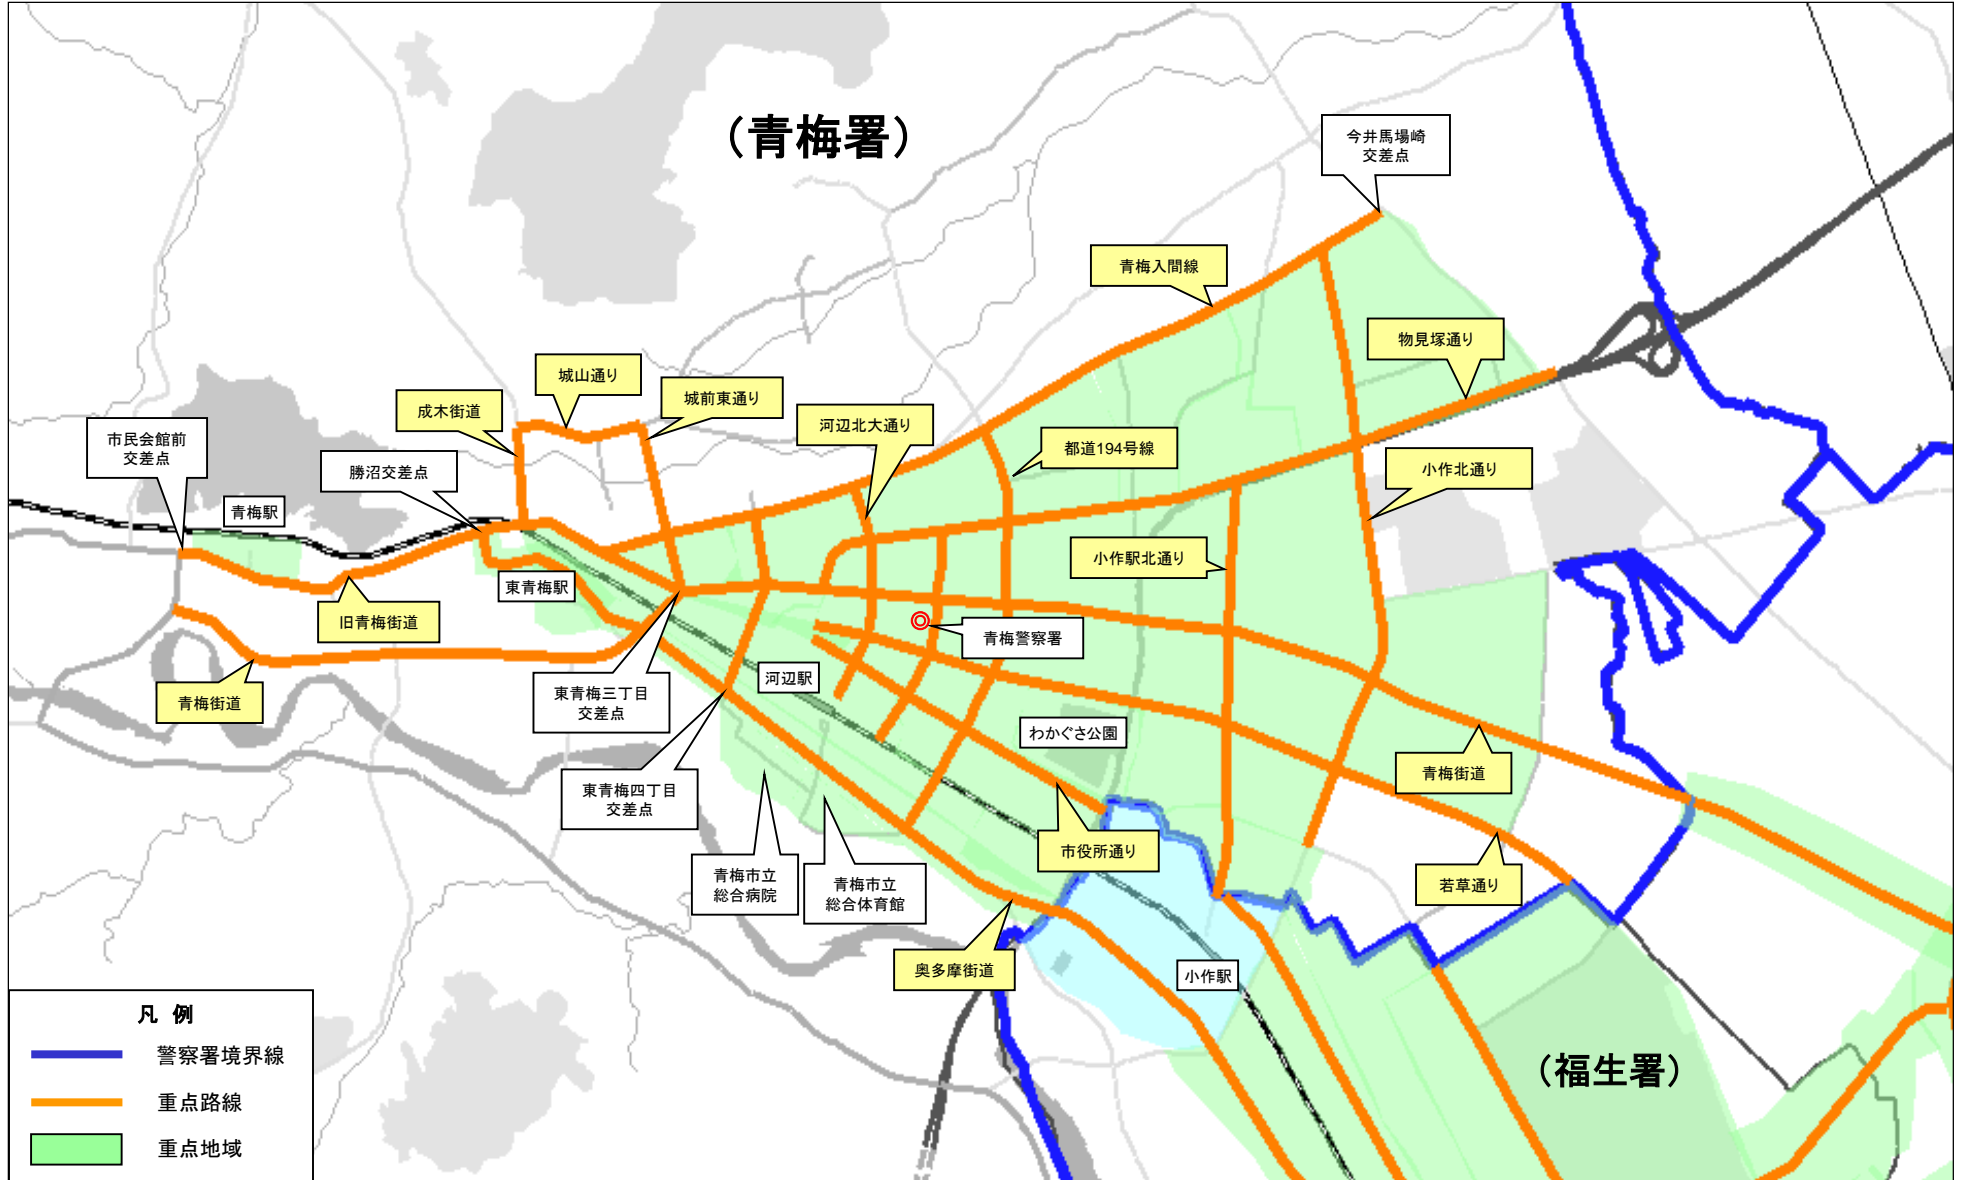 （青梅署）
今井馬場崎
交差点
青梅入間線
物見塚通り
城山通り
城前東通り
成木街道
河辺北大通り
市民会館前
交差点
都道194号線
勝沼交差点
小作北通り
青梅駅
小作駅北通り
東青梅駅
旧青梅街道
青梅警察署
河辺駅
青梅街道
東青梅三丁目
交差点
わかぐさ公園
青梅街道
東青梅四丁目
交差点
市役所通り
青梅市立
総合病院
青梅市立
総合体育館
若草通り
奥多摩街道
小作駅
凡 例
警察署境界線
重点路線
重点地域
（福生署）